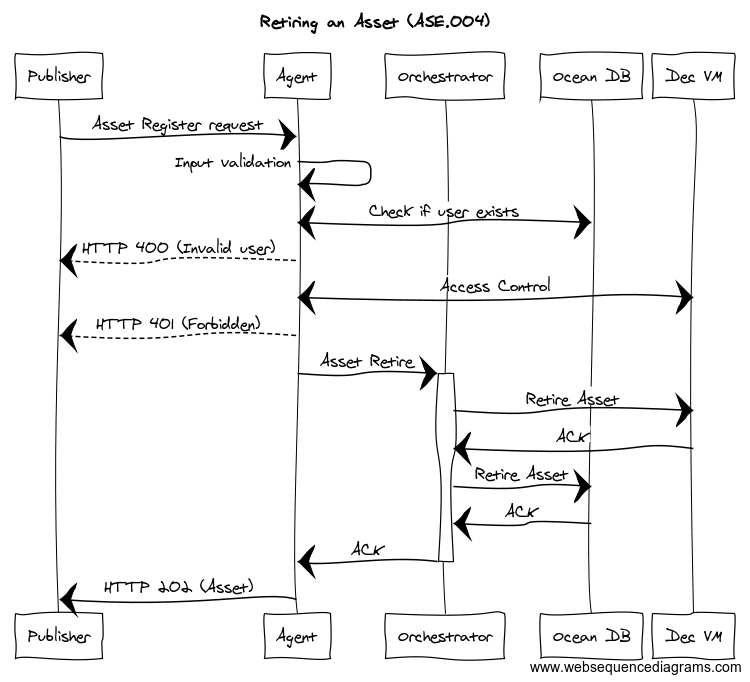 Retiring an Asset (ASE.004)
Publisher
Agent
Orchestrator
Ocean DB
Dec VM
Asset Register request
Input validation
Check if user exists
HTTP 400 (Invalid user)
Access Control
HTTP 401 (Forbidden)
Asset Retire
Retire Asset
ACK
Retire Asset
ACK
ACK
HTTP 202 (Asset)
Publisher
Agent
Orchestrator
Ocean DB
Dec VM
www.websequencediagrams.com